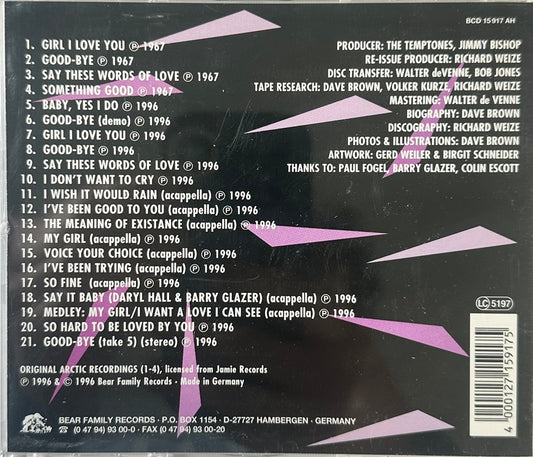 BCD 15 917 AH
1. GIRL I LOVE YOU ℗ 1967
2. GOOD-BYE ℗ 1967
3. SAY THESE WORDS OF LOVE ℗ 1967
4. SOMETHING GOOD ℗ 1967
5. BABY, YES I DO ℗ 1996
6. GOOD-BYE (demo) ℗ 1996
7. GIRL I LOVE YOU ℗ 1996
8. GOOD-BYE ℗ 1996
9. SAY THESE WORDS OF LOVE ℗ 1996
10. I DON'T WANT TO CRY ℗ 1996
11. I WISH IT WOULD RAIN (acappella) ℗ 1996
12. I'VE BEEN GOOD TO YOU (acappella) ℗ 1996
13. THE MEANING OF EXISTANCE (acappella) ℗ 1996
14. MY GIRL (acappella) ℗ 1996
15. VOICE YOUR CHOICE (acappella) ℗ 1996
16. I'VE BEEN TRYING (acappella) ℗ 1996
17. SO FINE (acappella) ℗ 1996
18. SAY IT BABY (DARYL HALL & BARRY GLAZER) (acappella) ℗ 1996
19. MEDLEY: MY GIRL/I WANT A LOVE I CAN SEE (acappella) ℗ 1996
20. SO HARD TO BE LOVED BY YOU ℗ 1996
21. GOOD-BYE (take 5) (stereo) ℗ 1996
PRODUCER: THE TEMPTONES, JIMMY BISHOP
RE-ISSUE PRODUCER: RICHARD WEIZE
DISC TRANSFER: WALTER deVENNE, BOB JONES
TAPE RESEARCH: DAVE BROWN, VOLKER KURZE, RICHARD WEIZE
MASTERING: WALTER de VENNE
BIOGRAPHY: DAVE BROWN
DISCOGRAPHY: RICHARD WEIZE
PHOTOS & ILLUSTRATIONS: DAVE BROWN
ARTWORK: GERD WEILER & BIRGIT SCHNEIDER
THANKS TO: PAUL FOGEL, BARRY GLAZER, COLIN ESCOTT
LC 5197
4 000127 159175
ORIGINAL ARCTIC RECORDINGS (1-4), licensed from Jamie Records
℗ 1996 & © 1996 Bear Family Records - Made in Germany
BEAR FAMILY RECORDS · P.O. BOX 1154 · D-27727 HAMBERGEN · GERMANY
☎ (0 47 94) 93 00-0 · FAX (0 47 94) 93 00-20